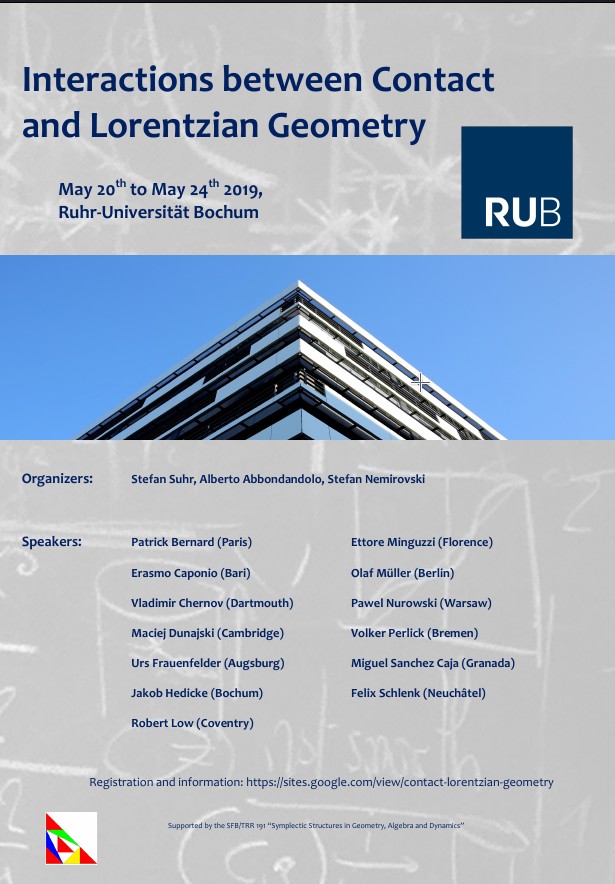 Interactions between Contact
and Lorentzian Geometry
May 20th to May 24th 2019,
Ruhr-Universität Bochum
RUB
Organizers: Stefan Suhr, Alberto Abbondandolo, Stefan Nemirovski
Speakers: Patrick Bernard (Paris) Ettore Minguzzi (Florence)
Erasmo Caponio (Bari) Olaf Müller (Berlin)
Vladimir Chernov (Dartmouth) Pawel Nurowski (Warsaw)
Maciej Dunajski (Cambridge) Volker Perlick (Bremen)
Urs Frauenfelder (Augsburg) Miguel Sanchez Caja (Granada)
Jakob Hedicke (Bochum) Felix Schlenk (Neuchâtel)
Robert Low (Coventry)
Registration and information: https://sites.google.com/view/contact-lorentzian-geometry
Supported by the SFB/TRR 191 “Symplectic Structures in Geometry, Algebra and Dynamics”